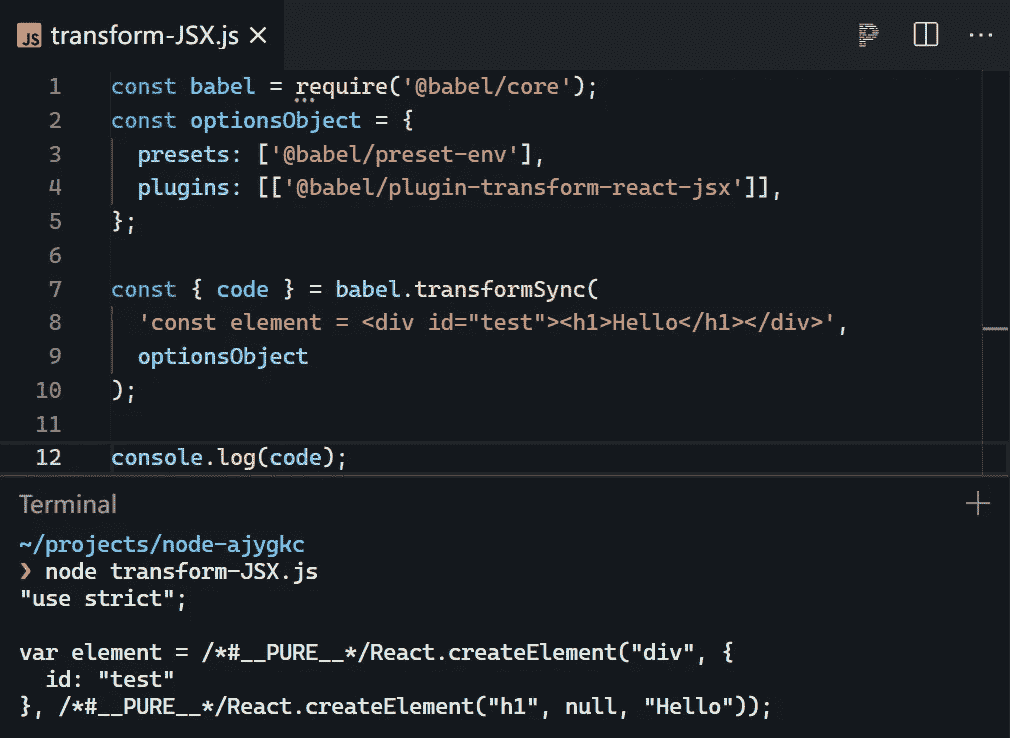 JS transform-JSX.js ×
1 const babel = require('@babel/core');
2 const optionsObject = {
3   presets: ['@babel/preset-env'],
4   plugins: [['@babel/plugin-transform-react-jsx']],
5 };
6
7 const { code } = babel.transformSync(
8   'const element = <div id="test"><h1>Hello</h1></div>',
9   optionsObject
10 );
11
12 console.log(code);
Terminal
~/projects/node-ajygkc
❯ node transform-JSX.js
"use strict";
var element = /*#__PURE__*/React.createElement("div", {
  id: "test"
}, /*#__PURE__*/React.createElement("h1", null, "Hello"));